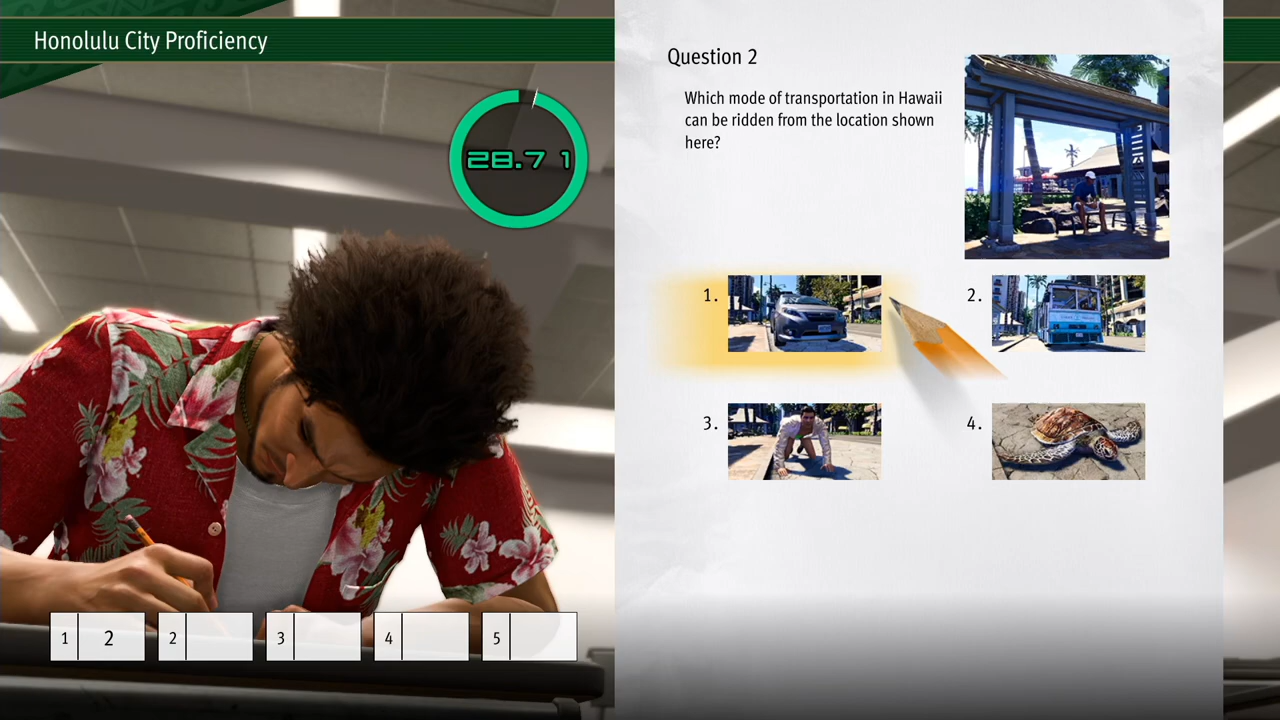 Honolulu City Proficiency
28.71
Question 2
Which mode of transportation in Hawaii
can be ridden from the location shown
here?
1.
2.
3.
4.
1 2
2
3
4
5